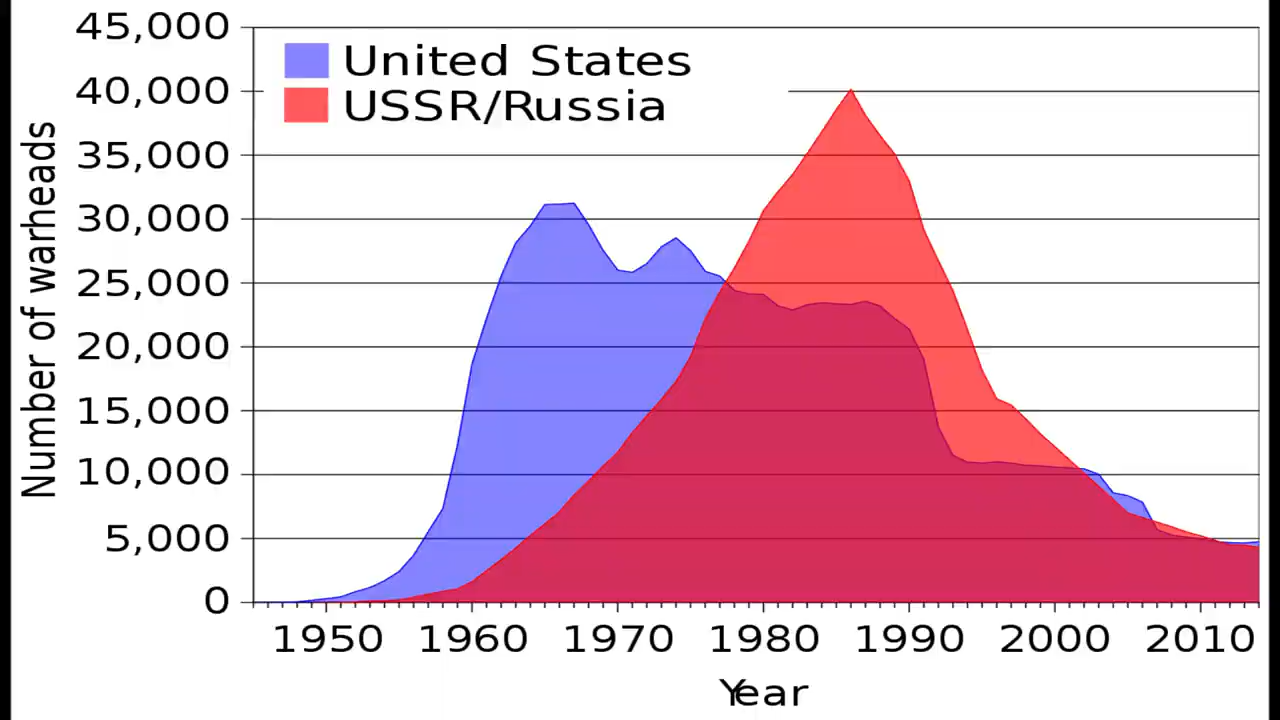 45,000
40,000
35,000
30,000
25,000
20,000
15,000
10,000
5,000
0
Number of warheads
United States
USSR/Russia
1950 1960 1970 1980 1990 2000 2010
Year